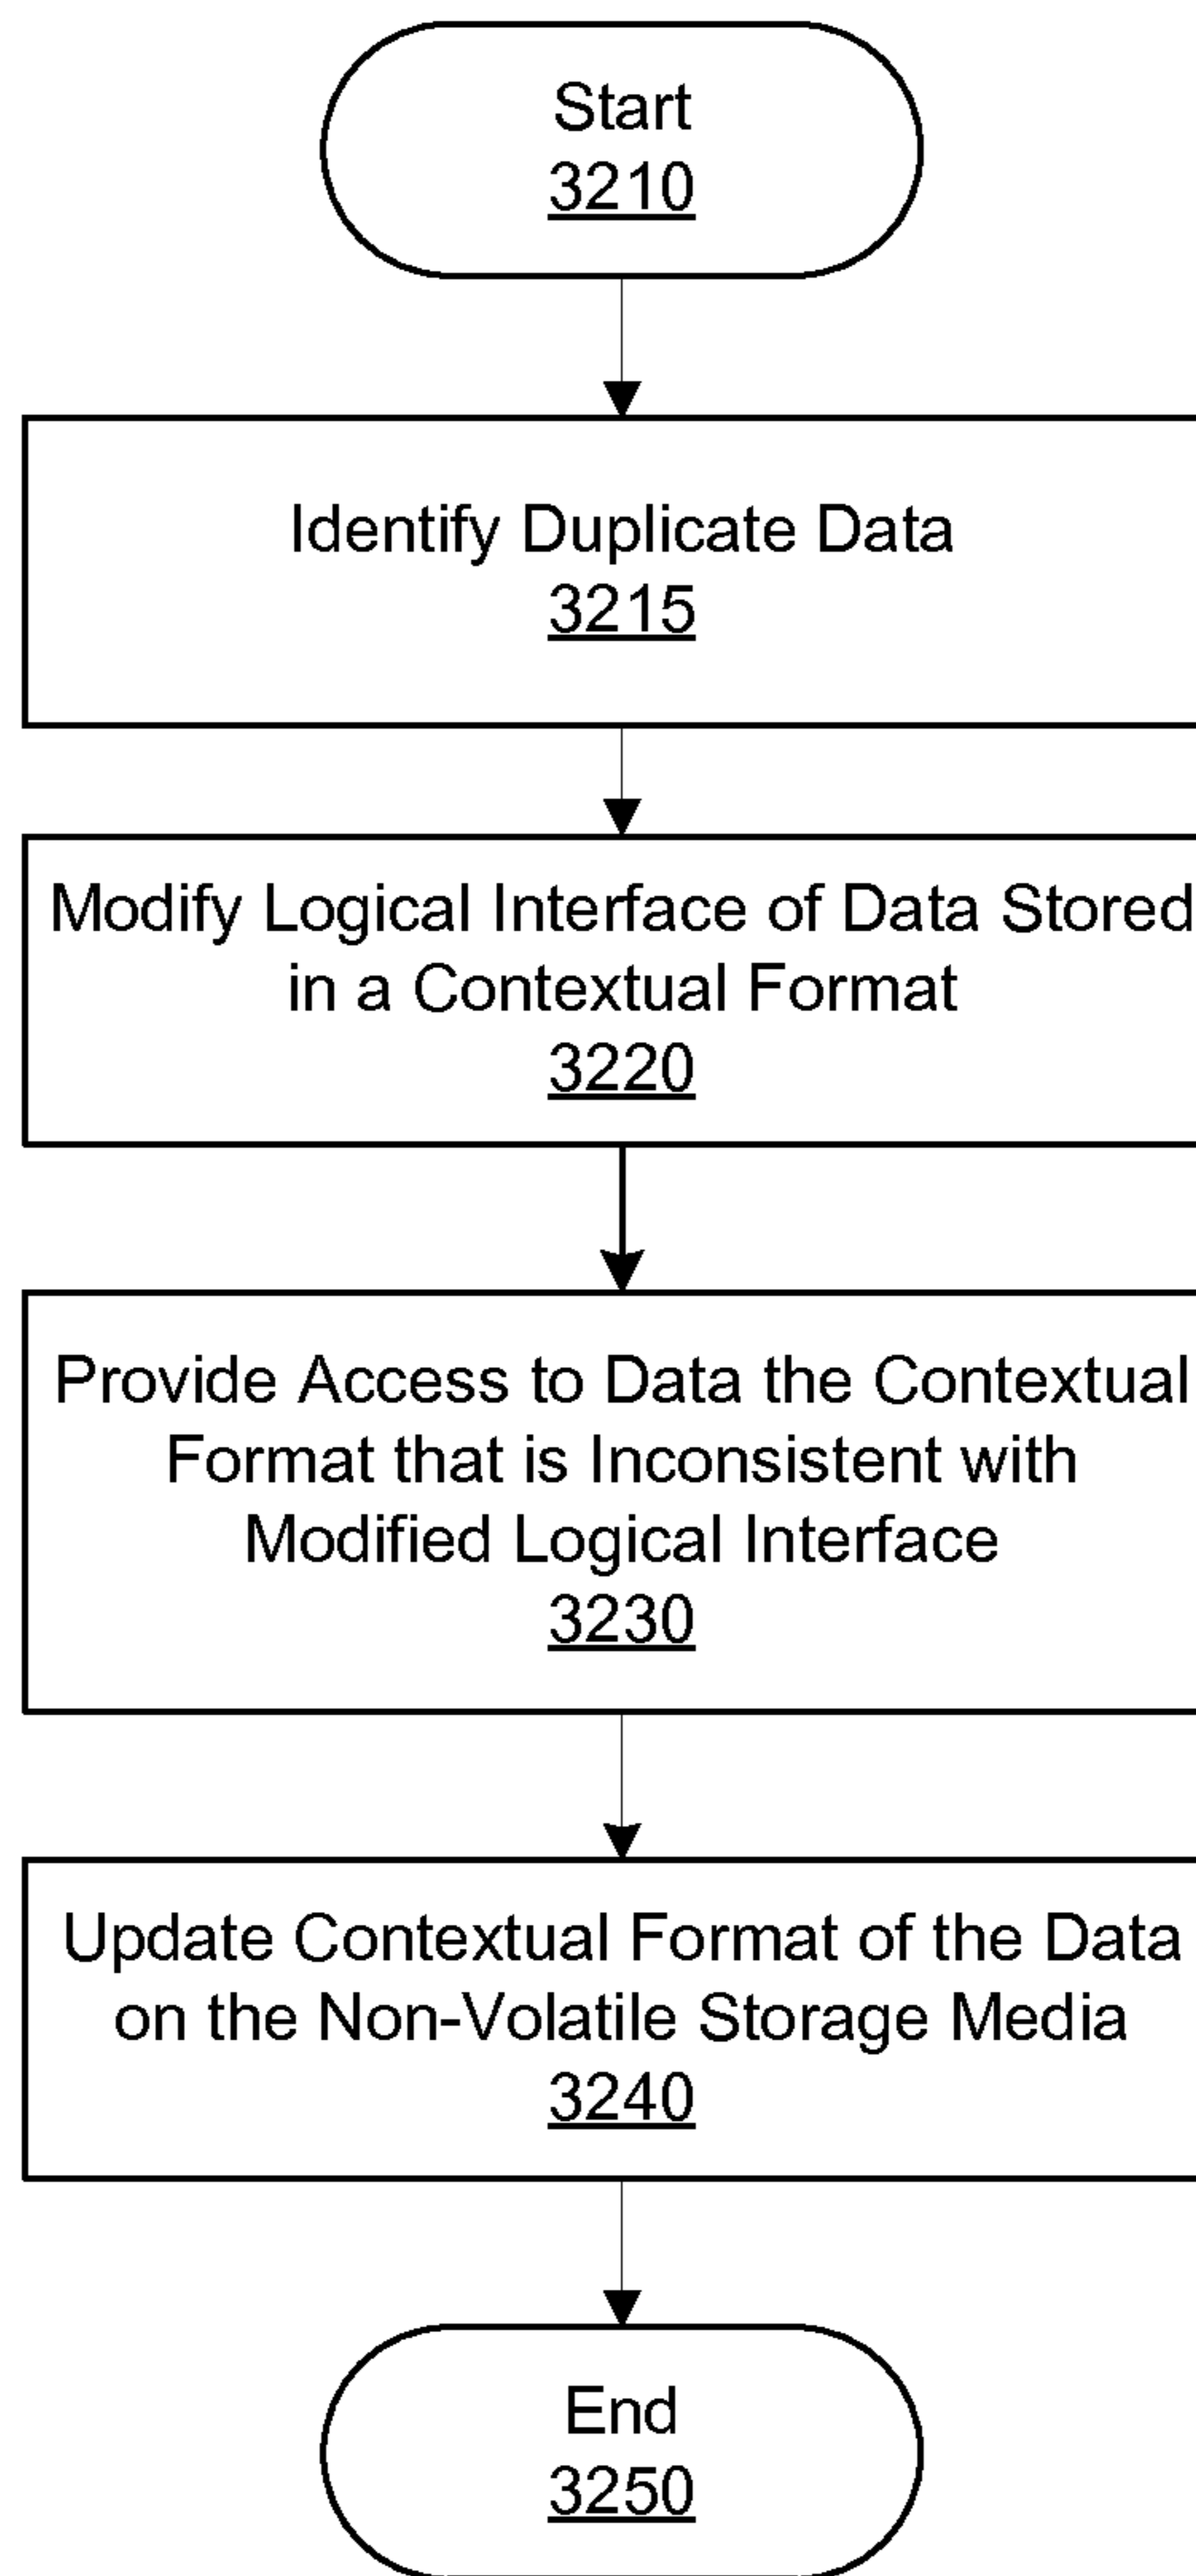 Start
3210
Identify Duplicate Data
3215
Modify Logical Interface of Data Stored
in a Contextual Format
3220
Provide Access to Data the Contextual
Format that is Inconsistent with
Modified Logical Interface
3230
Update Contextual Format of the Data
on the Non-Volatile Storage Media
3240
End
3250